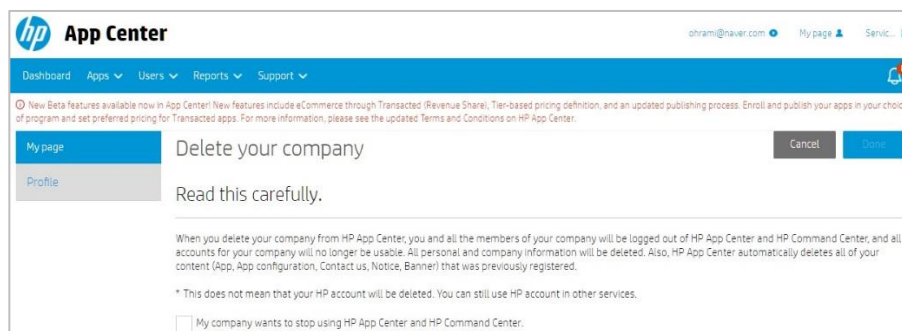 hp App Center
ohrami@naver.com My page Servic...
Dashboard Apps Users Reports Support
New Beta features available now in App Center! New features include eCommerce through Transacted (Revenue Share), Tier-based pricing definition, and an updated publishing process. Enroll and publish your apps in your choic
of program and set preferred pricing for Transacted apps. For more information, please see the updated Terms and Conditions on HP App Center.
My page
Delete your company
Cancel Done
Profile
Read this carefully.
When you delete your company from HP App Center, you and all the members of your company will be logged out of HP App Center and HP Command Center, and all
accounts for your company will no longer be usable. All personal and company information will be deleted. Also, HP App Center automatically deletes all of your
content (App, App configuration, Contact us, Notice, Banner) that was previously registered.
* This does not mean that your HP account will be deleted. You can still use HP account in other services.
My company wants to stop using HP App Center and HP Command Center.